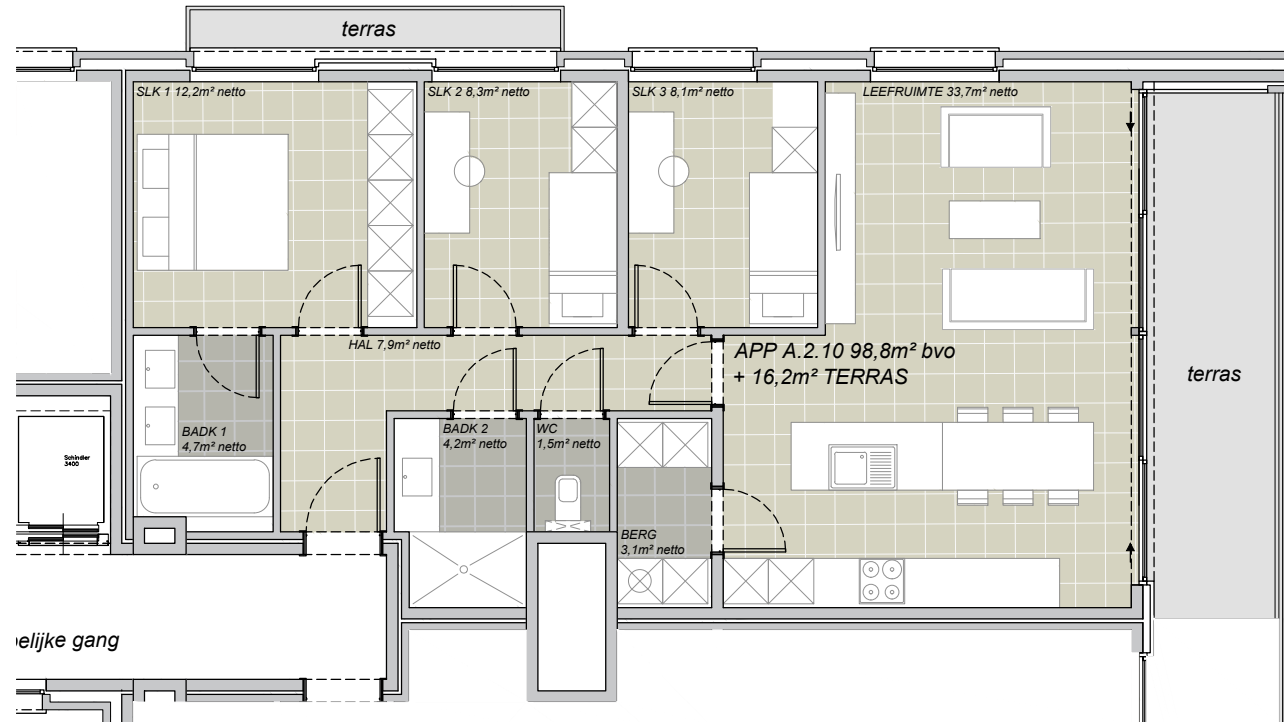 terras
SLK 1 12,2m² netto
SLK 2 8,3m² netto
SLK 3 8,1m² netto
LEEFRUIMTE 33,7m² netto
HAL 7,9m² netto
APP A.2.10 98,8m² bvo
+ 16,2m² TERRAS
terras
BADK 1
4,7m² netto
BADK 2
4,2m² netto
WC
1,5m² netto
Schindler
3400
BERG
3,1m² netto
elijke gang